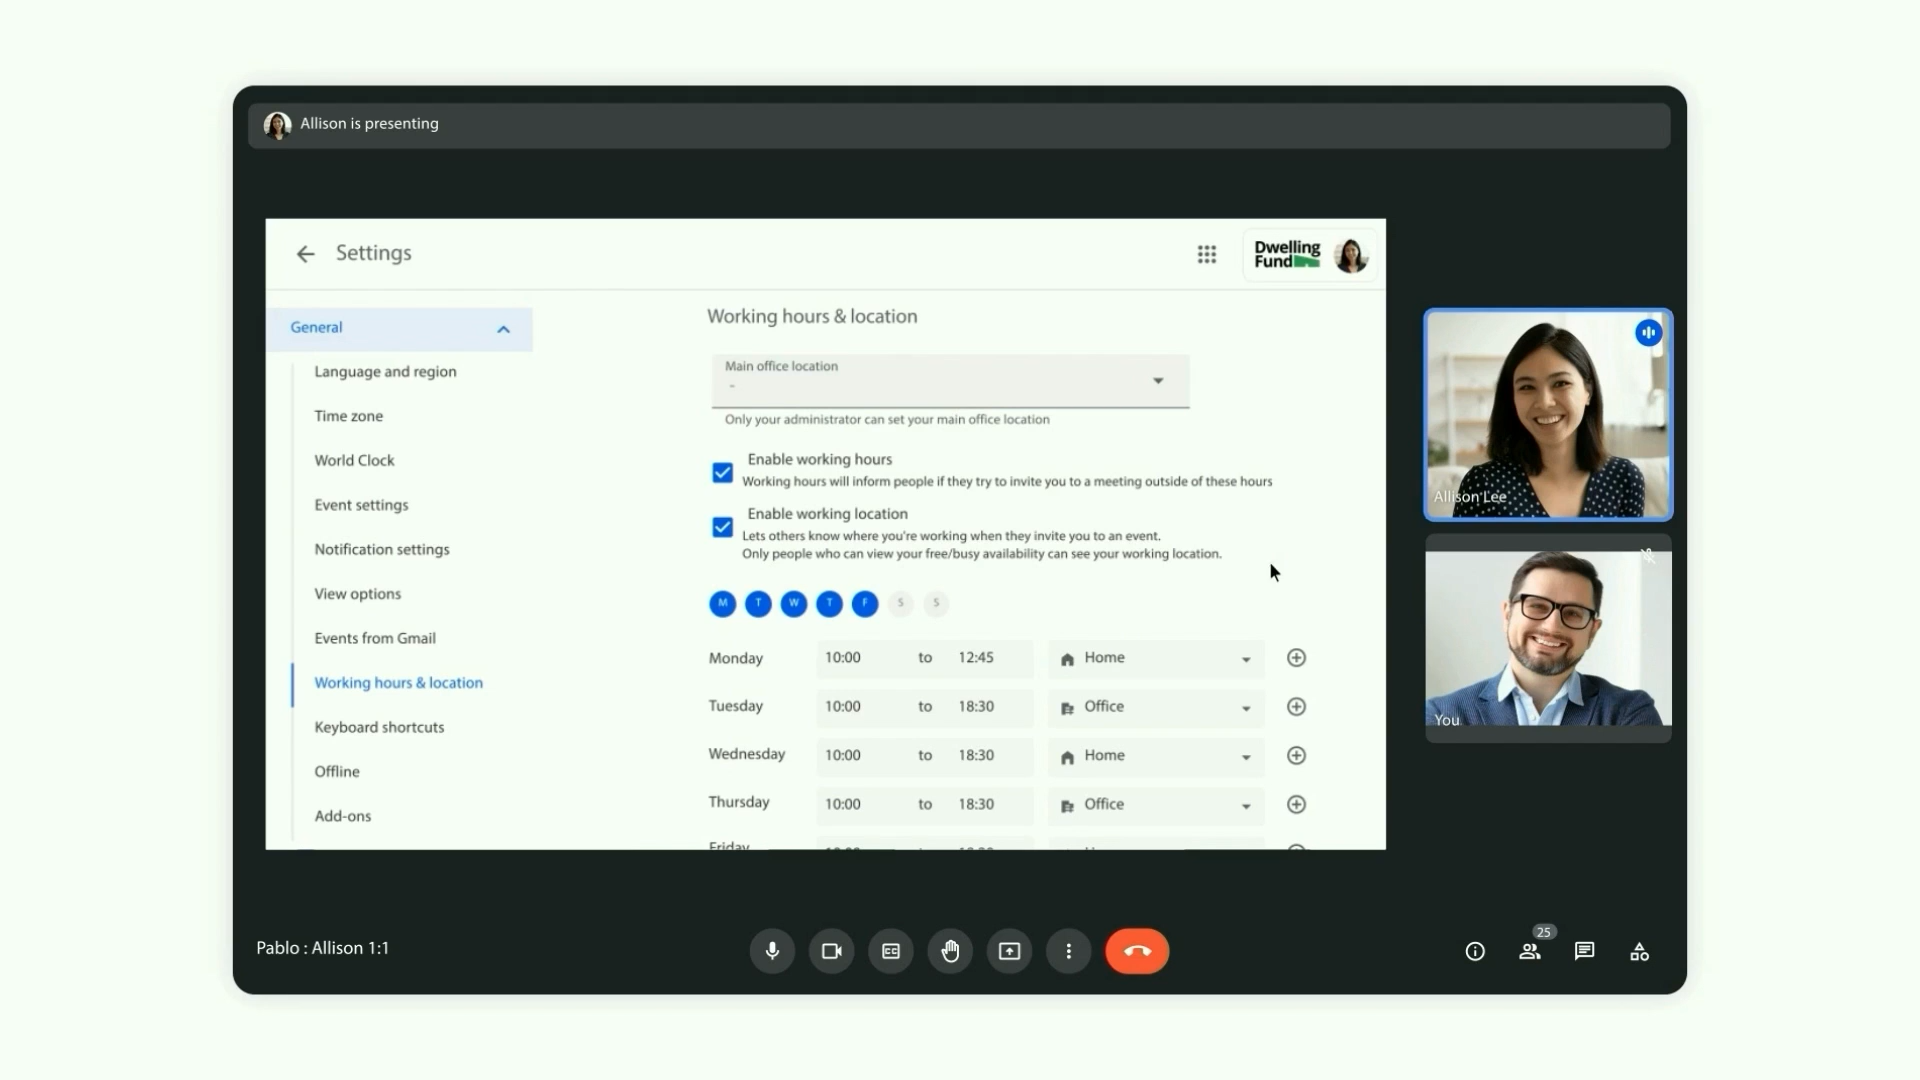 Allison is presenting
Settings
Dwelling
Fund
General
Language and region
Time zone
World Clock
Event settings
Notification settings
View options
Events from Gmail
Working hours & location
Keyboard shortcuts
Offline
Add-ons
Working hours & location
Main office location
-
Only your administrator can set your main office location
Enable working hours
Working hours will inform people if they try to invite you to a meeting outside of these hours
Enable working location
Lets others know where you're working when they invite you to an event.
Only people who can view your free/busy availability can see your working location.
M T W T F S S
Monday 10:00 to 12:45 Home
Tuesday 10:00 to 18:30 Office
Wednesday 10:00 to 18:30 Home
Thursday 10:00 to 18:30 Office
Friday
Allison Lee
You
Pablo : Allison 1:1
CC
25